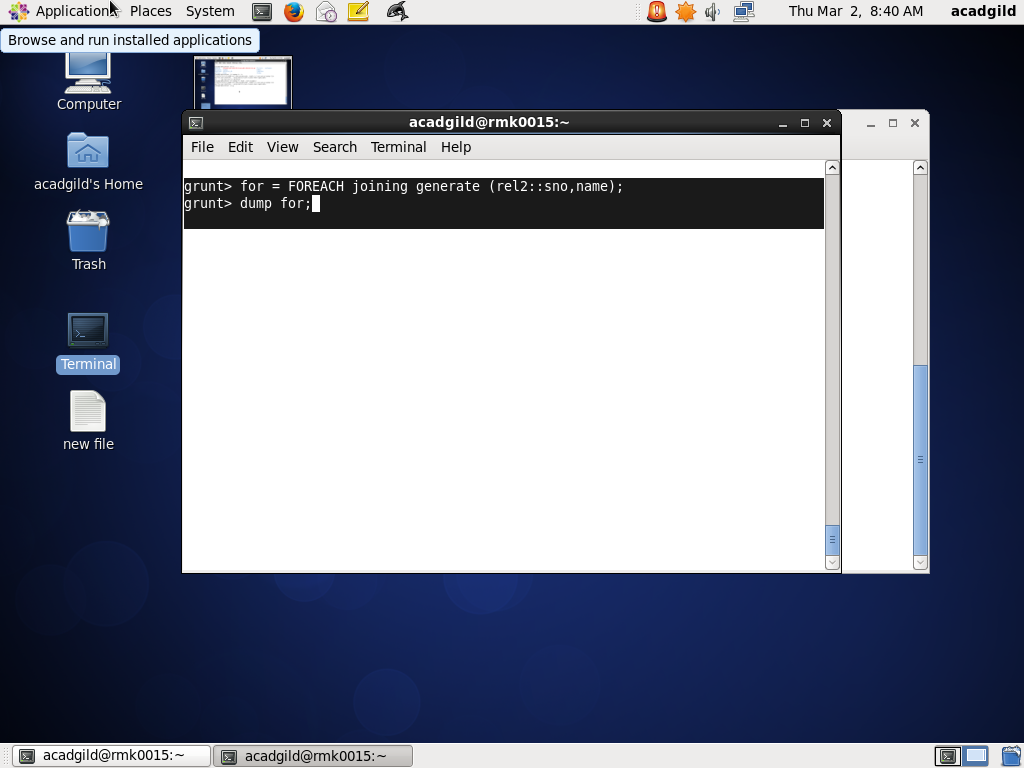 Applications Places System Thu Mar 2, 8:40 AM acadgild
Browse and run installed applications
Computer
acadgild's Home
Trash
Terminal
new file
acadgild@rmk0015:~
File Edit View Search Terminal Help
grunt> for = FOREACH joining generate (rel2::sno,name);
grunt> dump for;
acadgild@rmk0015:~ acadgild@rmk0015:~